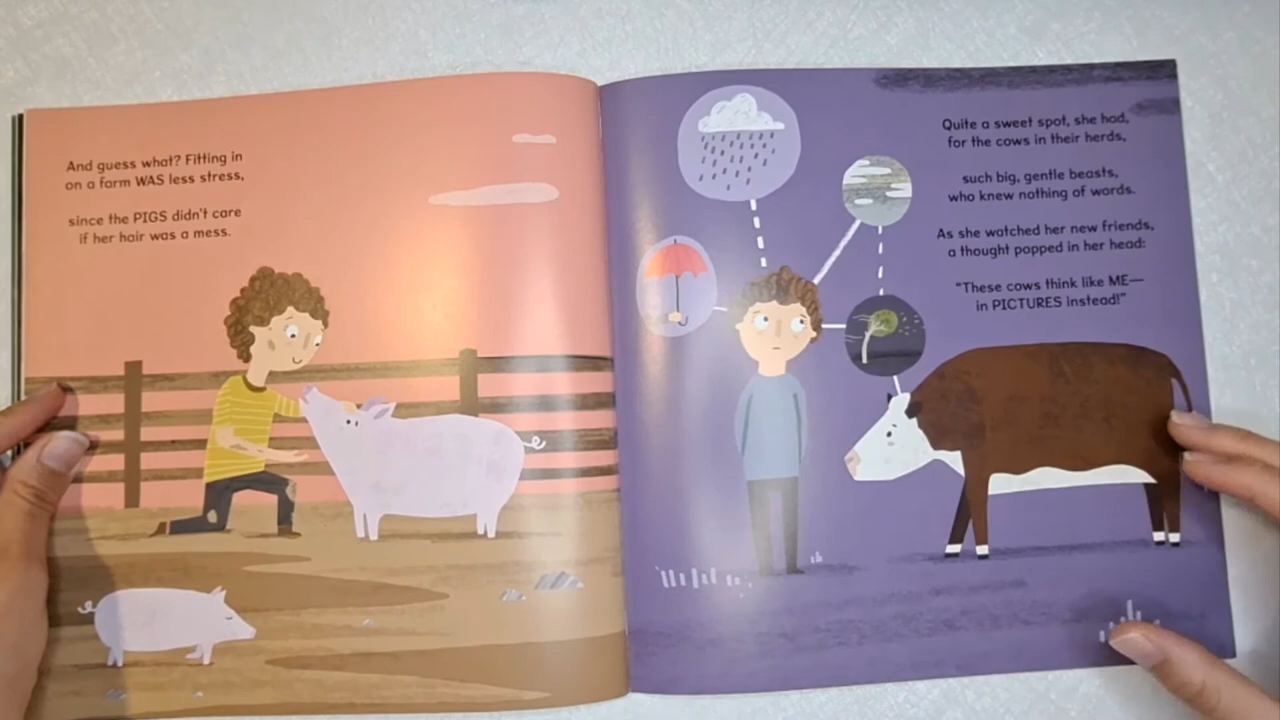 And guess what? Fitting in
on a farm WAS less stress,
since the PIGS didn't care
if her hair was a mess.
Quite a sweet spot, she had,
for the cows in their herds,
such big, gentle beasts,
who knew nothing of words.
As she watched her new friends,
a thought popped in her head:
"These cows think like ME—
in PICTURES instead!"